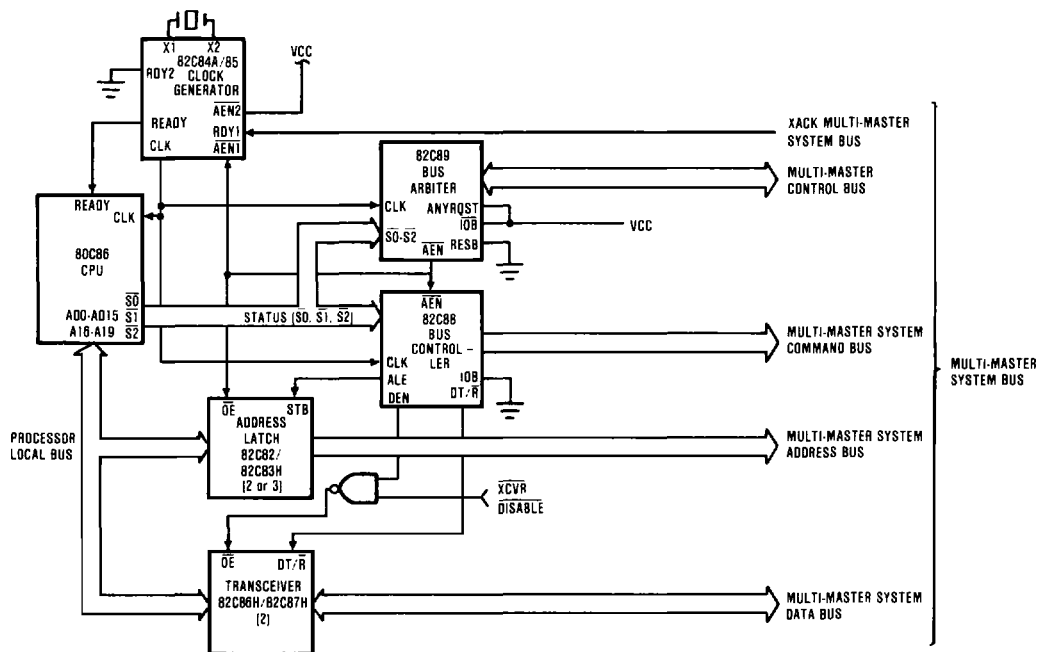 X1 X2
82C84A/85
CLOCK
GENERATOR
RDY2
AEN2
READY
RDY1
CLK
AEN1
VCC
XACK MULTI-MASTER
SYSTEM BUS
82C89
BUS
ARBITER
CLK
ANYRQST
IOB
S0-S2
RESB
AEN
MULTI-MASTER
CONTROL BUS
VCC
READY
CLK
80C86
CPU
S0
AD0-AD15 S1
A16-A19 S2
STATUS (S0, S1, S2)
AEN
82C88
BUS
CONTROL-
LER
CLK
ALE
IOB
DEN
DT/R
MULTI-MASTER SYSTEM
COMMAND BUS
MULTI-MASTER
SYSTEM BUS
PROCESSOR
LOCAL BUS
OE STB
ADDRESS
LATCH
82C82/
82C83H
[2 or 3]
MULTI-MASTER SYSTEM
ADDRESS BUS
XCVR
DISABLE
OE DT/R
TRANSCEIVER
82C86H/82C87H
[2]
MULTI-MASTER SYSTEM
DATA BUS